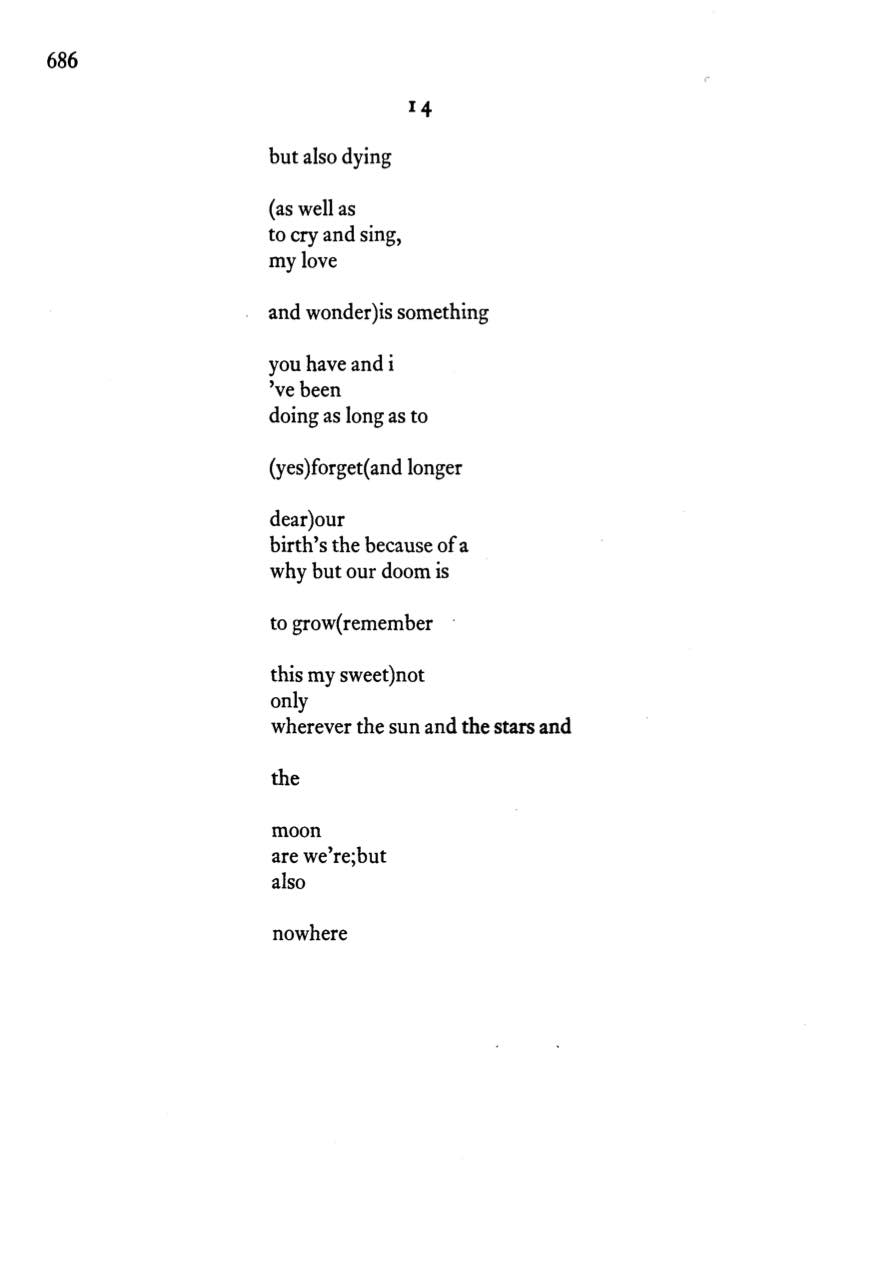 686
14
but also dying
(as well as
to cry and sing,
my love
and wonder)is something
you have and i
’ve been
doing as long as to
(yes)forget(and longer
dear)our
birth’s the because of a
why but our doom is
to grow(remember
this my sweet)not
only
wherever the sun and the stars and
the
moon
are we’re;but
also
nowhere